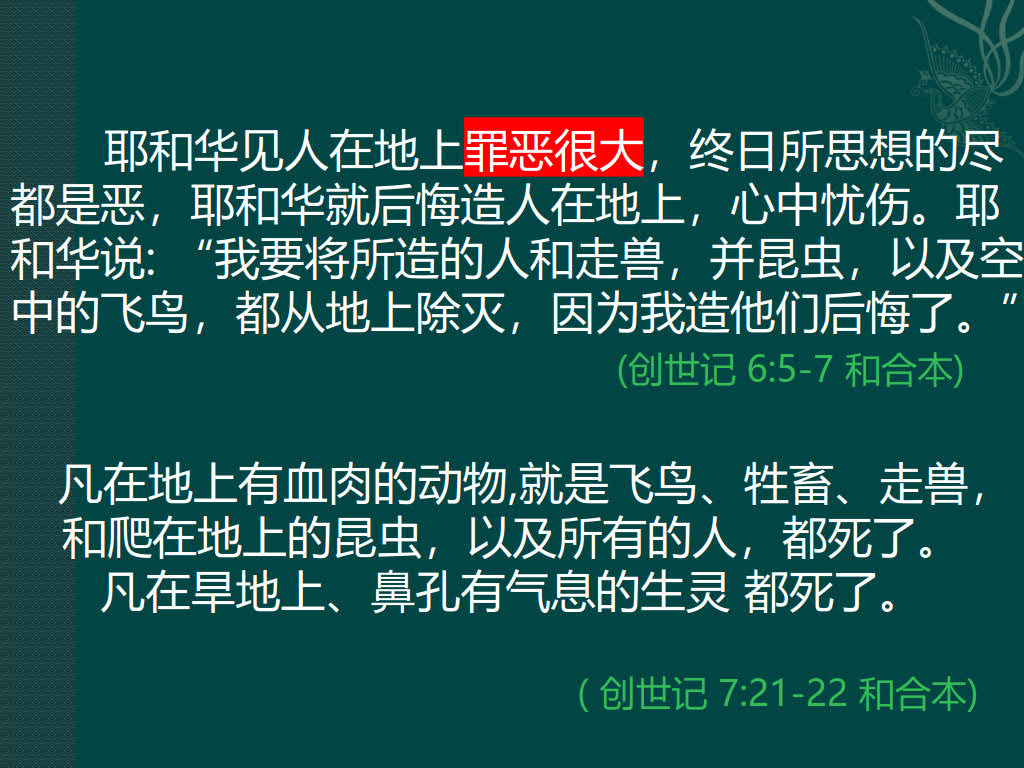 耶和华见人在地上罪恶很大，终日所思想的尽
都是恶，耶和华就后悔造人在地上，心中忧伤。耶
和华说: “我要将所造的人和走兽，并昆虫，以及空
中的飞鸟，都从地上除灭，因为我造他们后悔了。”
(创世记 6:5-7 和合本)
凡在地上有血肉的动物,就是飞鸟、牲畜、走兽，
和爬在地上的昆虫，以及所有的人，都死了。
凡在旱地上、鼻孔有气息的生灵 都死了。
( 创世记 7:21-22 和合本)